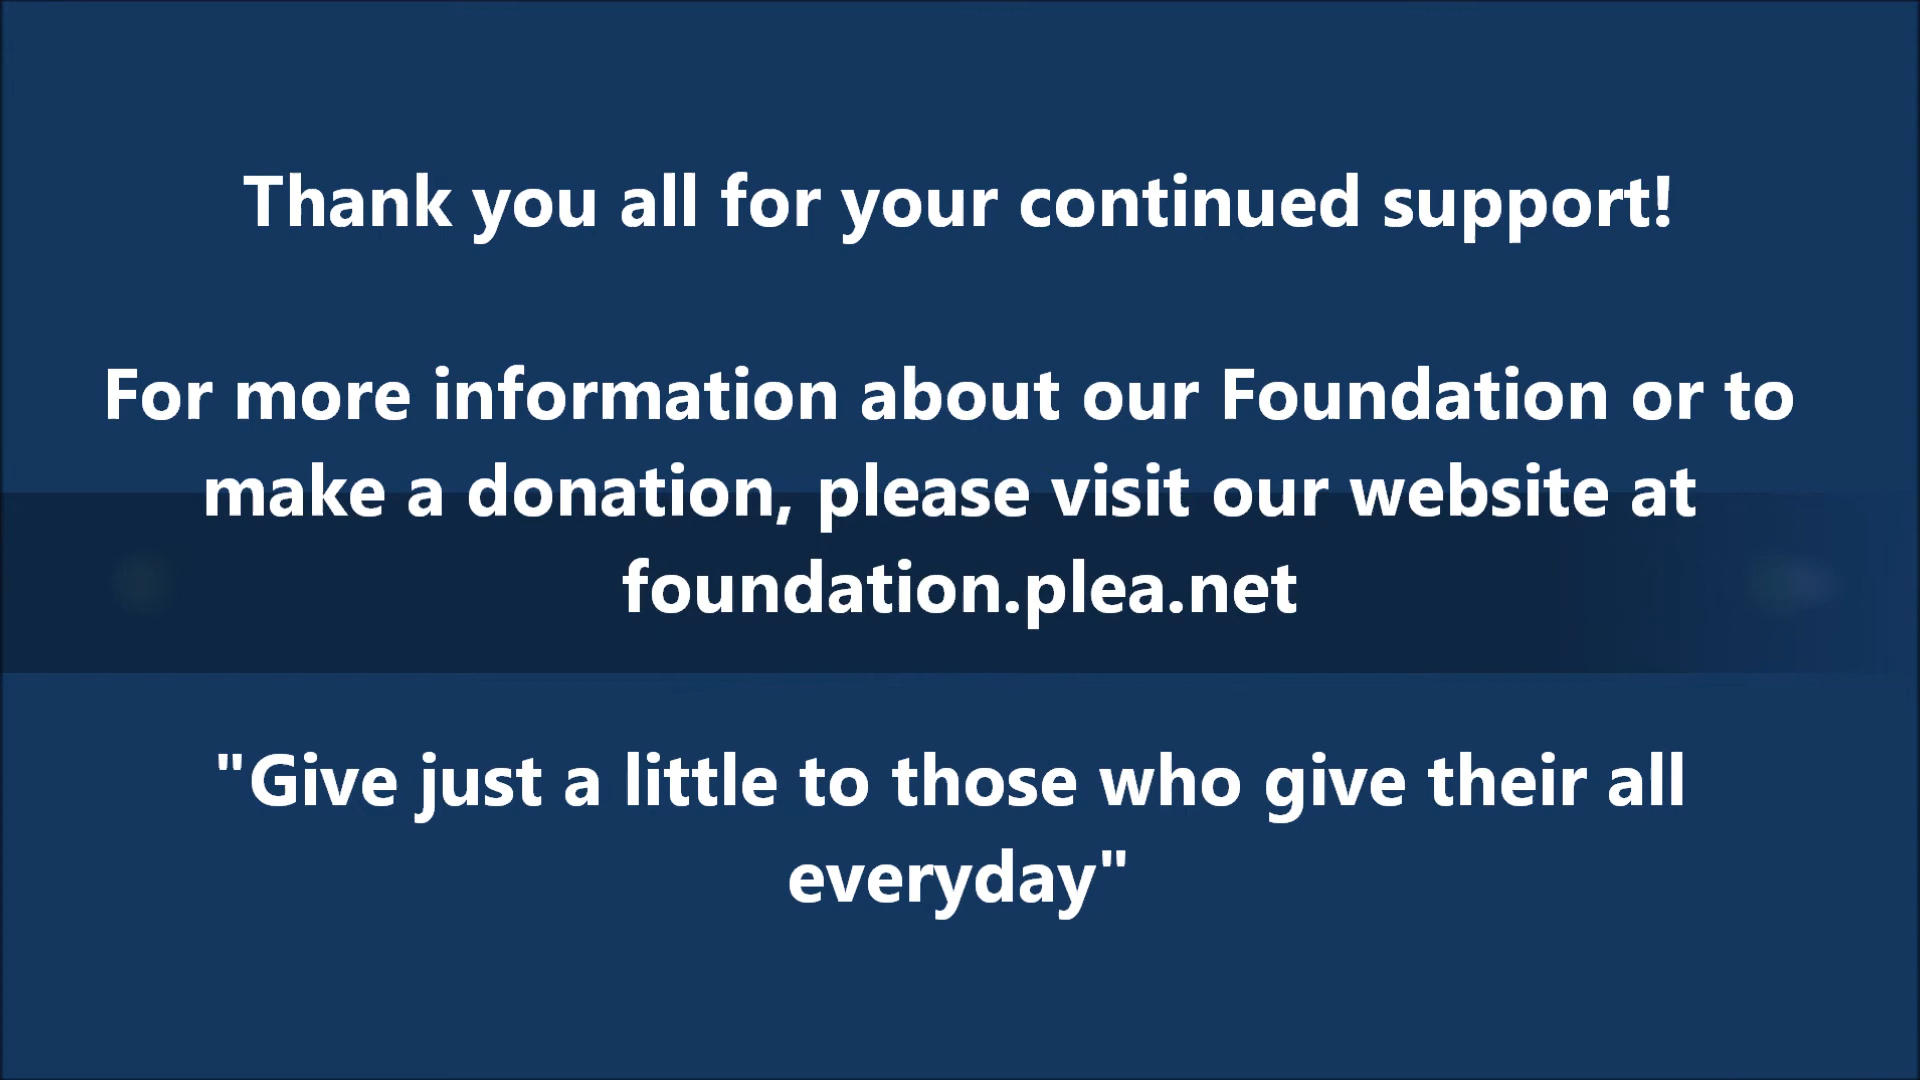 Thank you all for your continued support!
For more information about our Foundation or to
make a donation, please visit our website at
foundation.plea.net
"Give just a little to those who give their all
everyday"